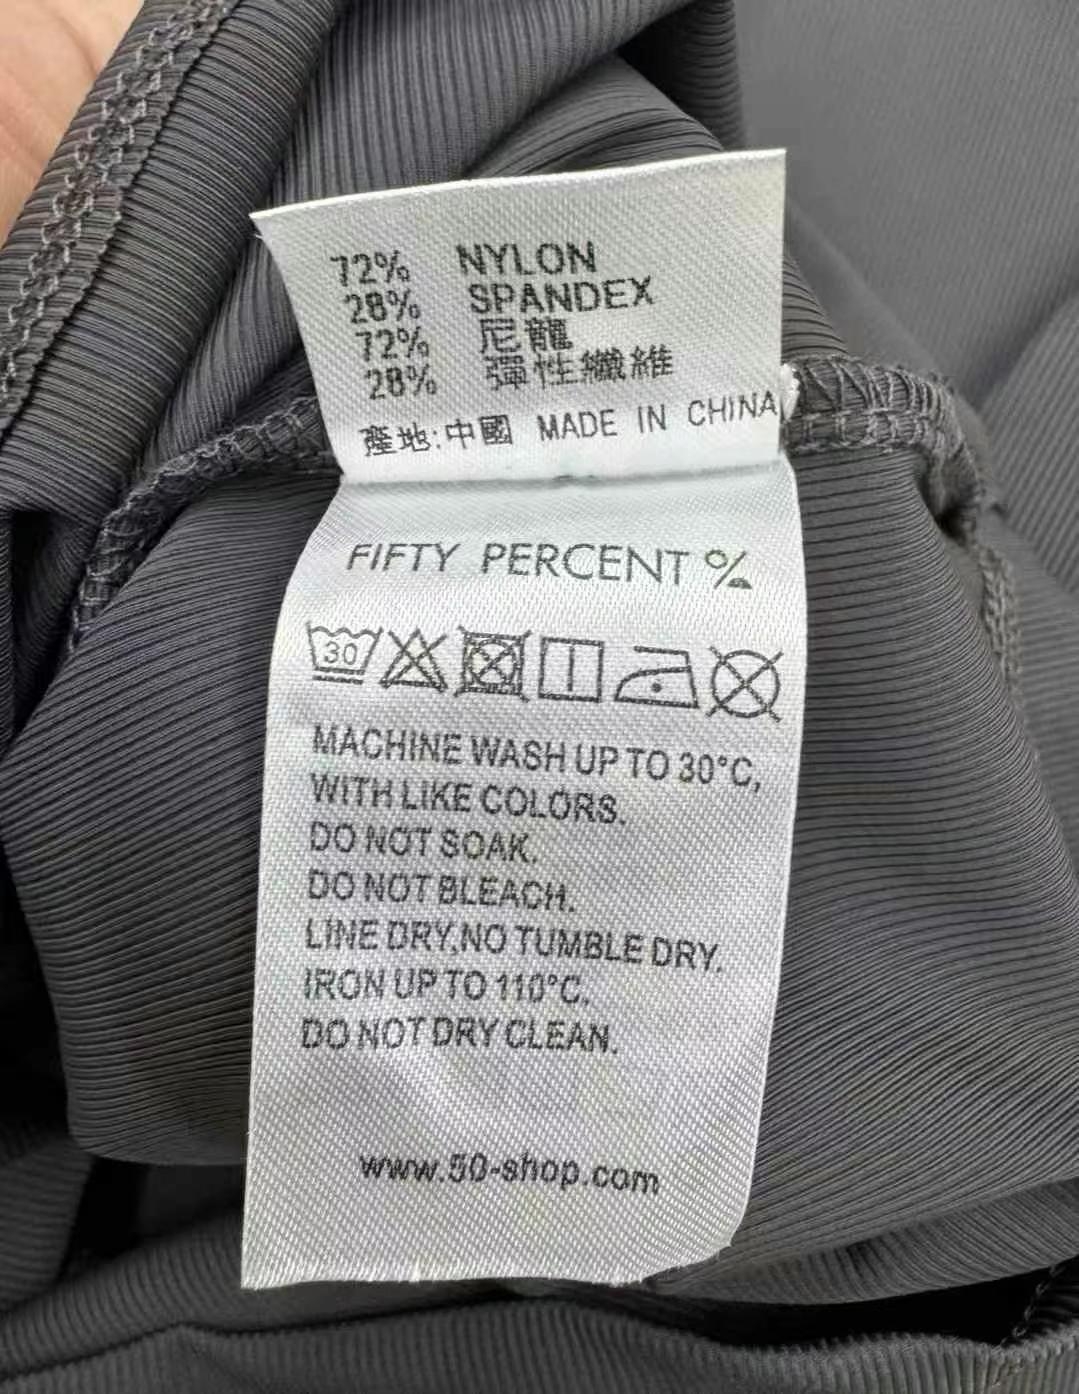 72% NYLON
28% SPANDEX
72% 尼龍
28% 彈性纖維
產地:中國 MADE IN CHINA
FIFTY PERCENT %
30
MACHINE WASH UP TO 30°C,
WITH LIKE COLORS.
DO NOT SOAK.
DO NOT BLEACH.
LINE DRY,NO TUMBLE DRY.
IRON UP TO 110°C.
DO NOT DRY CLEAN.
www.50-shop.com